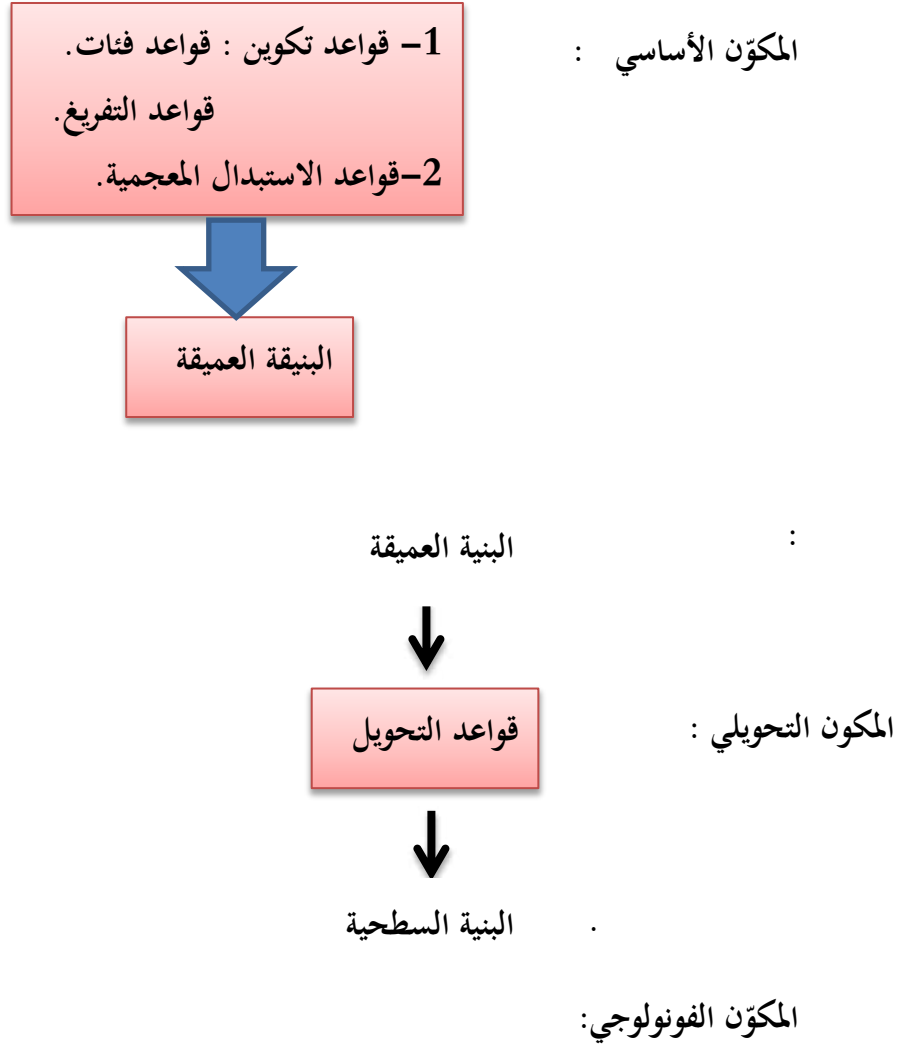 المكوّن الأساسي :
1– قواعد تكوين : قواعد فئات.
قواعد التفريغ.
2–قواعد الاستبدال المعجمية.
البنيقة العميقة
: البنية العميقة
المكون التحويلي : قواعد التحويل
. البنية السطحية
المكوّن الفونولوجي: